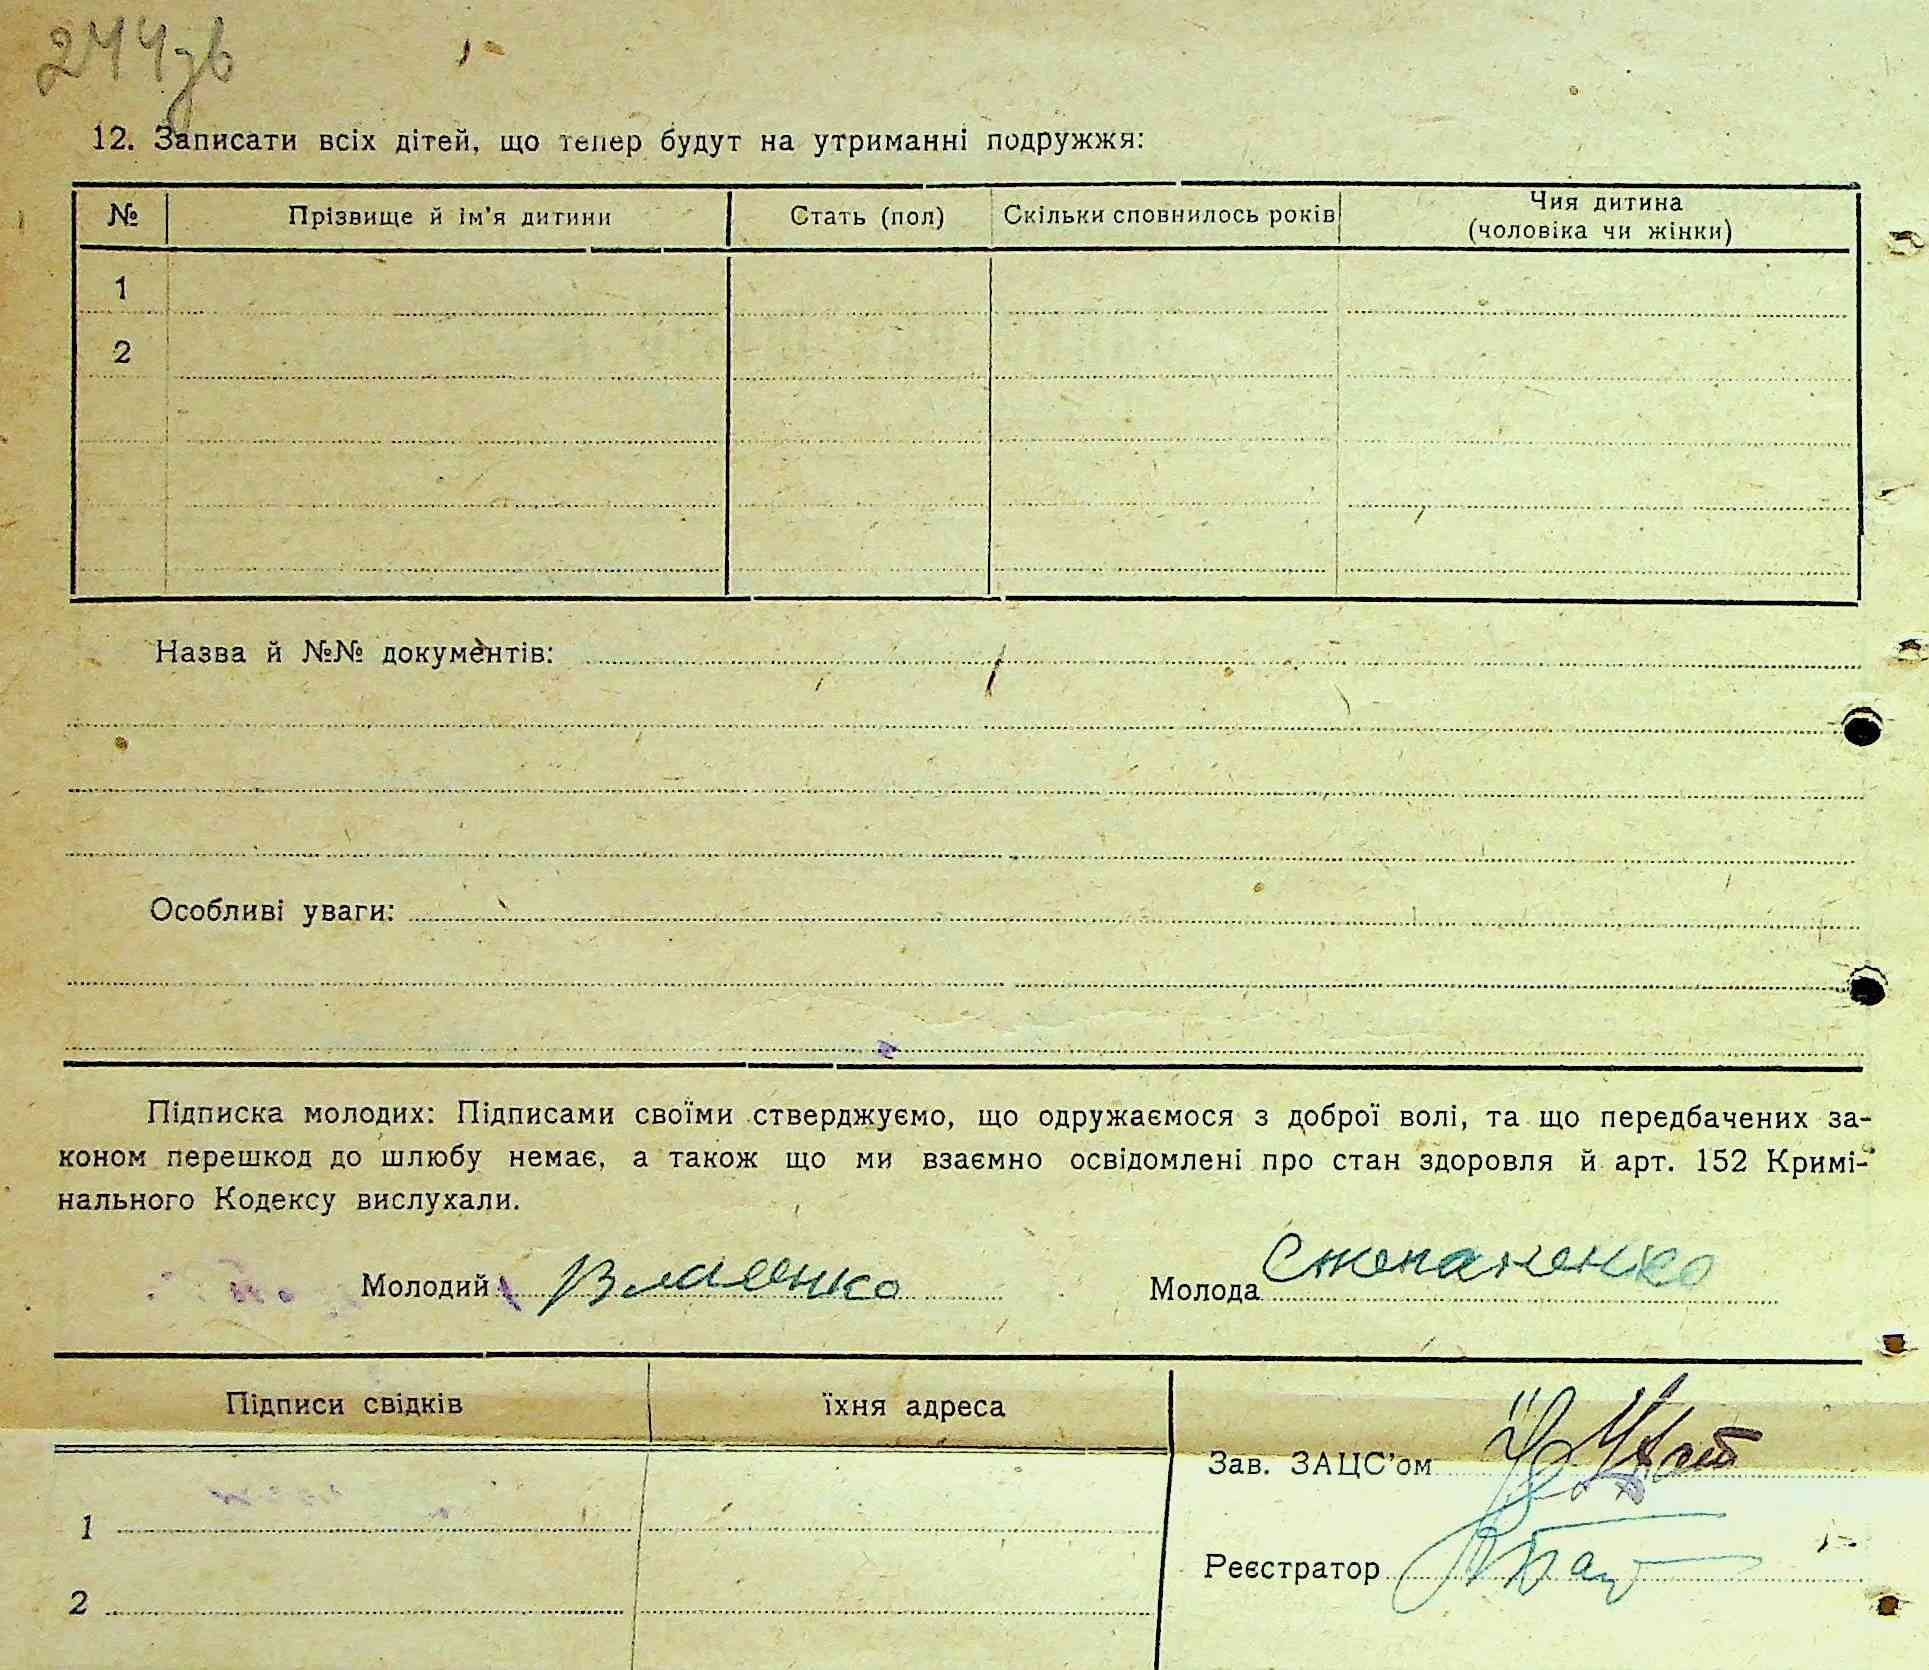 244зв
12. Записати всіх дітей, що тепер будут на утриманні подружжя:
№ Прізвище й ім'я дитини Стать (пол) Скільки сповнилось років Чия дитина (чоловіка чи жінки)
1
2
Назва й №№ документів:
Особливі уваги:
Підписка молодих: Підписами своїми стверджуємо, що одружаємося з доброї волі, та що передбачених за-
коном перешкод до шлюбу немає, а також що ми взаємно освідомлені про стан здоровля й арт. 152 Кримі-
нального Кодексу вислухали.
Молодий Власенко Молода Степаненко
Підписи свідків їхня адреса
Зав. ЗАЦС'ом
1
Реєстратор
2